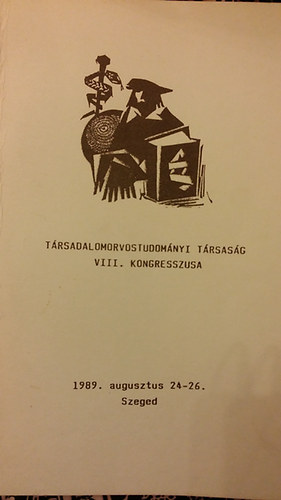 TÁRSADALOMORVOSTUDOMÁNYI TÁRSASÁG
VIII. KONGRESSZUSA
1989. augusztus 24-26.
Szeged